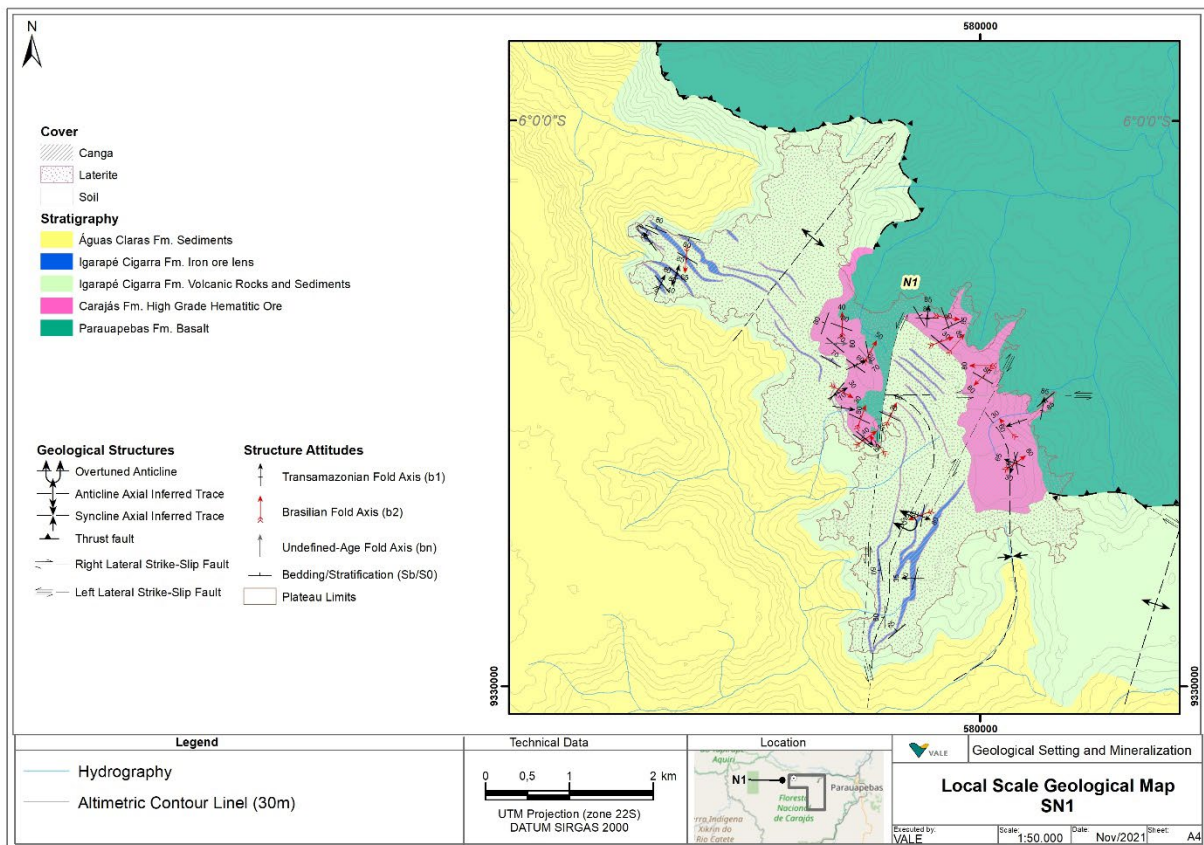 N
580000
6°0'0"S
6°0'0"S
N1
Cover
Canga
Laterite
Soil
Stratigraphy
Águas Claras Fm. Sediments
Igarapé Cigarra Fm. Iron ore lens
Igarapé Cigarra Fm. Volcanic Rocks and Sediments
Carajás Fm. High Grade Hematitic Ore
Parauapebas Fm. Basalt
Geological Structures
Overtuned Anticline
Anticline Axial Inferred Trace
Syncline Axial Inferred Trace
Thrust fault
Right Lateral Strike-Slip Fault
Left Lateral Strike-Slip Fault
Structure Attitudes
Transamazonian Fold Axis (b1)
Brasilian Fold Axis (b2)
Undefined-Age Fold Axis (bn)
Bedding/Stratification (Sb/S0)
Plateau Limits
9330000
9330000
580000
Legend
Hydrography
Altimetric Contour Linel (30m)
Technical Data
0 0,5 1 2 km
UTM Projection (zone 22S)
DATUM SIRGAS 2000
Location
Aquiri
N1
Parauapebas
Floresta
Nacional
de Carajás
Xikrin do
VALE
Geological Setting and Mineralization
Local Scale Geological Map
SN1
Executed by:
VALE
Scale:
1:50.000
Date:
Nov/2021
Sheet:
A4